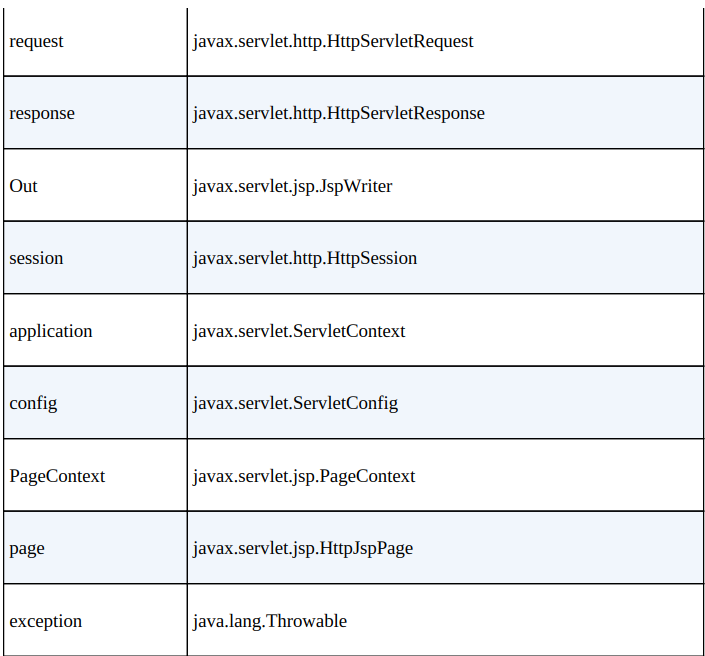 request javax.servlet.http.HttpServletRequest
response javax.servlet.http.HttpServletResponse
Out javax.servlet.jsp.JspWriter
session javax.servlet.http.HttpSession
application javax.servlet.ServletContext
config javax.servlet.ServletConfig
PageContext javax.servlet.jsp.PageContext
page javax.servlet.jsp.HttpJspPage
exception java.lang.Throwable